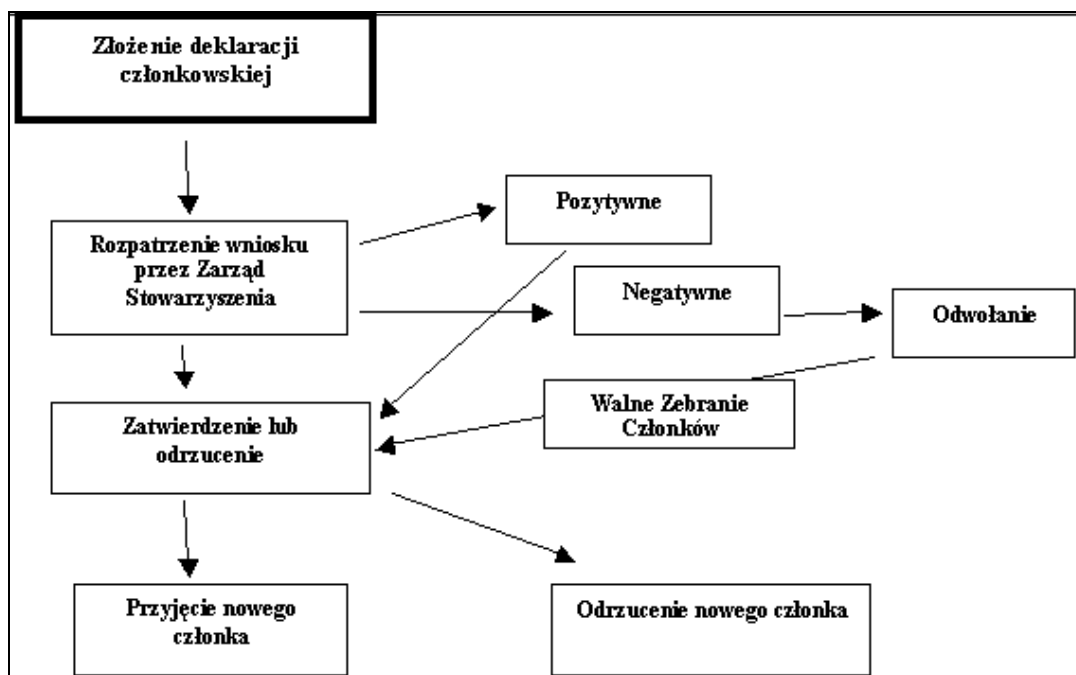 Złożenie deklaracji
członkowskiej
Pozytywne
Rozpatrzenie wniosku
przez Zarząd
Stowarzyszenia
Negatywne
Odwołanie
Walne Zebranie
Członków
Zatwierdzenie lub
odrzucenie
Przyjęcie nowego
członka
Odrzucenie nowego członka